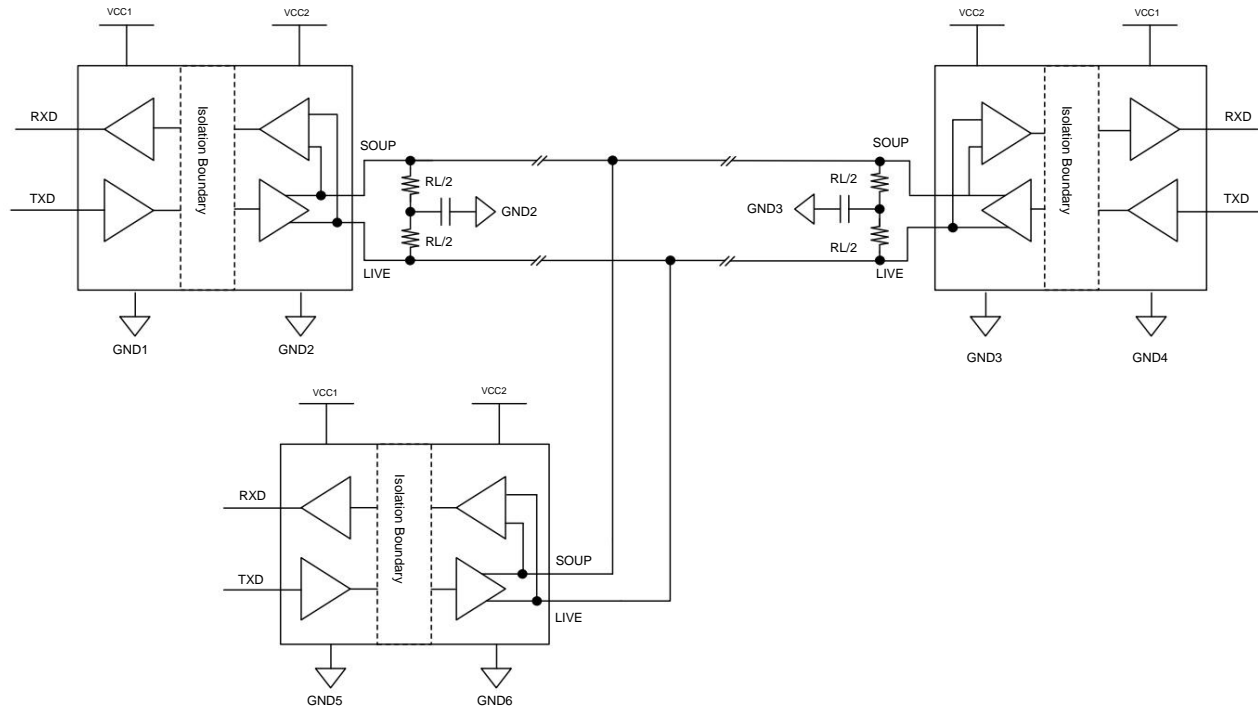 VCC1
VCC2
VCC2
VCC1
RXD
Isolation Boundary
Isolation Boundary
RXD
SOUP
SOUP
RL/2
RL/2
TXD
GND2
GND3
TXD
RL/2
RL/2
LIVE
LIVE
GND1
GND2
GND3
GND4
VCC1
VCC2
RXD
Isolation Boundary
SOUP
TXD
LIVE
GND5
GND6